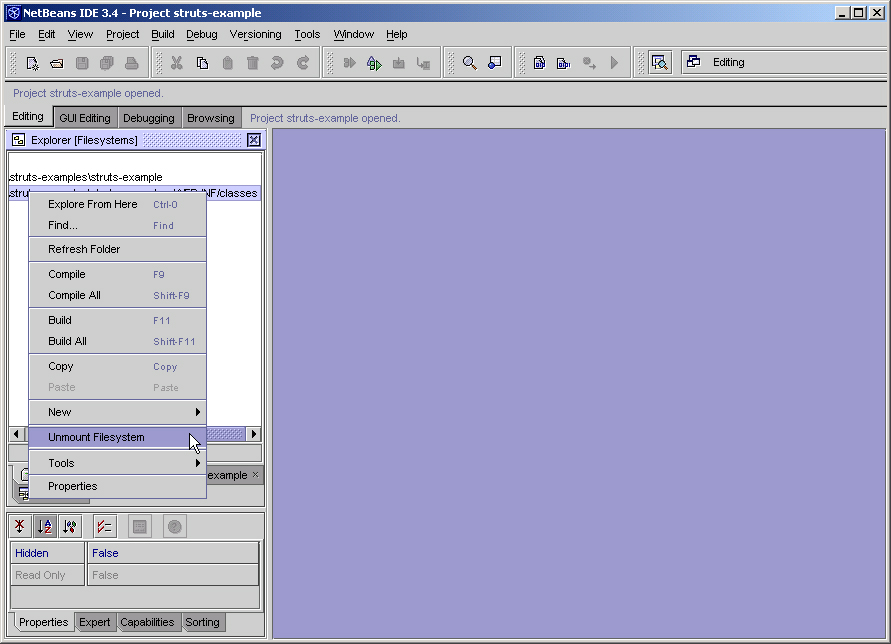 NetBeans IDE 3.4 - Project struts-example
File Edit View Project Build Debug Versioning Tools Window Help
Editing
Project struts-example opened.
Editing GUI Editing Debugging Browsing Project struts-example opened.
Explorer [Filesystems]
struts-examples\struts-example
\stru NF/classes
Explore From Here Ctrl-O
Find... Find
Refresh Folder
Compile F9
Compile All Shift-F9
Build F11
Build All Shift-F11
Copy Copy
Paste Paste
New
Unmount Filesystem
Tools
example
Properties
Hidden False
Read Only False
Properties Expert Capabilities Sorting